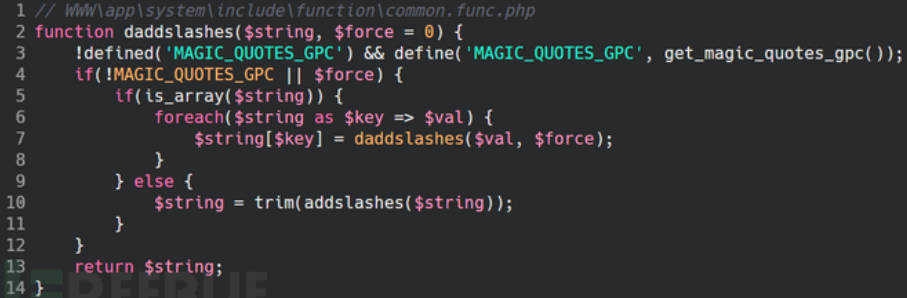 1 // WWW\app\system\include\function\common.func.php
2 function daddslashes($string, $force = 0) {
3     !defined('MAGIC_QUOTES_GPC') && define('MAGIC_QUOTES_GPC', get_magic_quotes_gpc());
4     if(!MAGIC_QUOTES_GPC || $force) {
5         if(is_array($string)) {
6             foreach($string as $key => $val) {
7                 $string[$key] = daddslashes($val, $force);
8             }
9         } else {
10             $string = trim(addslashes($string));
11         }
12     }
13     return $string;
14 }